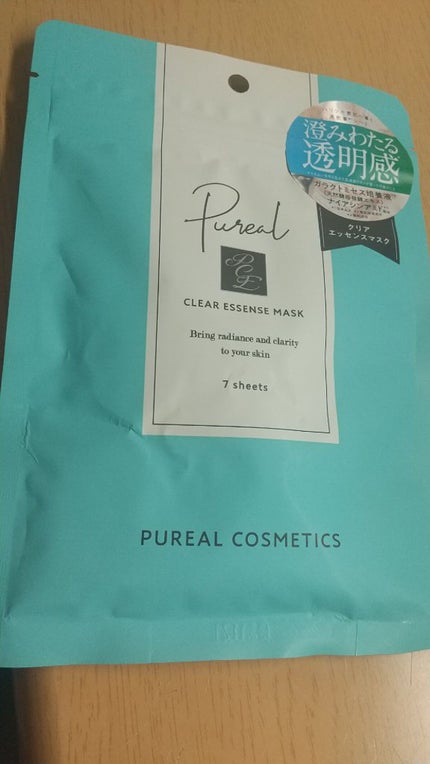 澄みわたる
透明感
ガラクトミセス培養液
ナイアシンアミド
クリア
エッセンスマスク
Pureal
PCE
CLEAR ESSENSE MASK
Bring radiance and clarity
to your skin
7 sheets
PUREAL COSMETICS